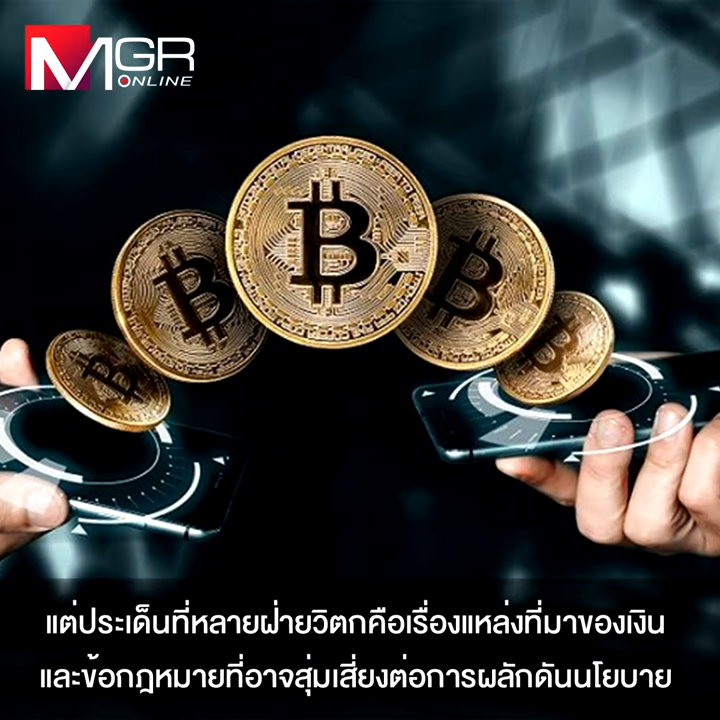 MGR
ONLINE
แต่ประเด็นที่หลายฝ่ายวิตกคือเรื่องแหล่งที่มาของเงิน
และข้อกฎหมายที่อาจสุ่มเสี่ยงต่อการผลักดันนโยบาย